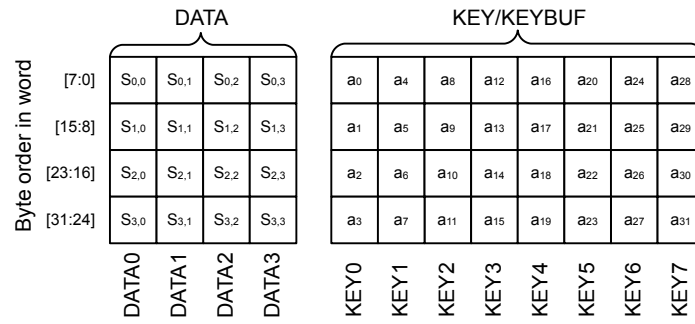 DATA KEY/KEYBUF
Byte order in word
[7:0] S0,0 S0,1 S0,2 S0,3 a0 a4 a8 a12 a16 a20 a24 a28
[15:8] S1,0 S1,1 S1,2 S1,3 a1 a5 a9 a13 a17 a21 a25 a29
[23:16] S2,0 S2,1 S2,2 S2,3 a2 a6 a10 a14 a18 a22 a26 a30
[31:24] S3,0 S3,1 S3,2 S3,3 a3 a7 a11 a15 a19 a23 a27 a31
DATA0 DATA1 DATA2 DATA3 KEY0 KEY1 KEY2 KEY3 KEY4 KEY5 KEY6 KEY7